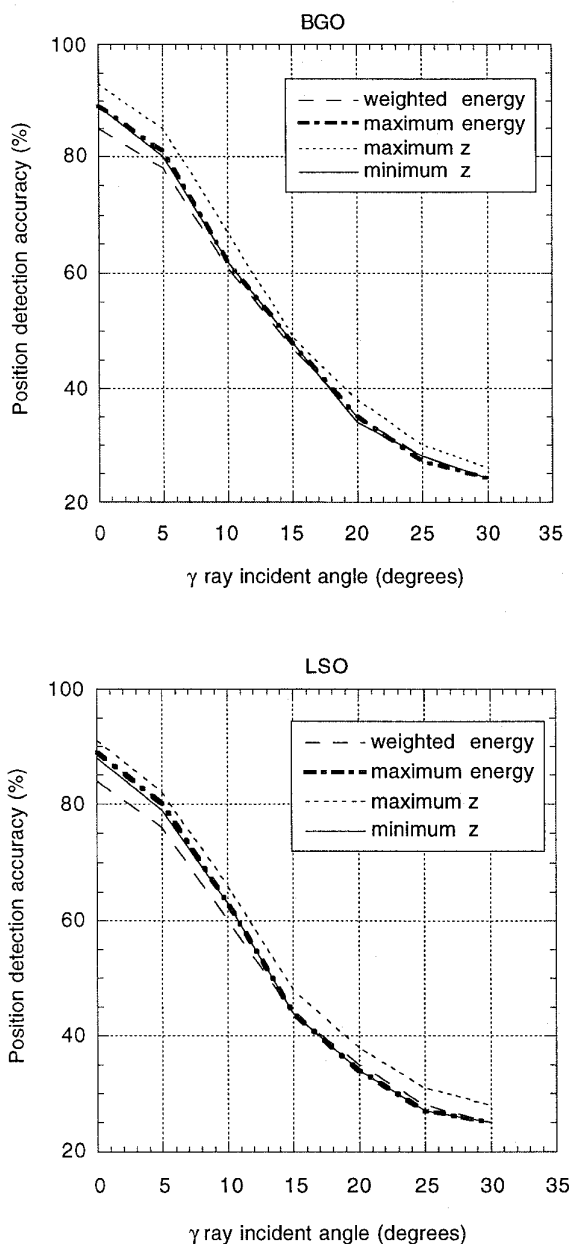 BGO
100
80
60
40
20
Position detection accuracy (%)
weighted energy
maximum energy
maximum z
minimum z
0 5 10 15 20 25 30 35
γ ray incident angle (degrees)
LSO
100
80
60
40
20
Position detection accuracy (%)
weighted energy
maximum energy
maximum z
minimum z
0 5 10 15 20 25 30 35
γ ray incident angle (degrees)